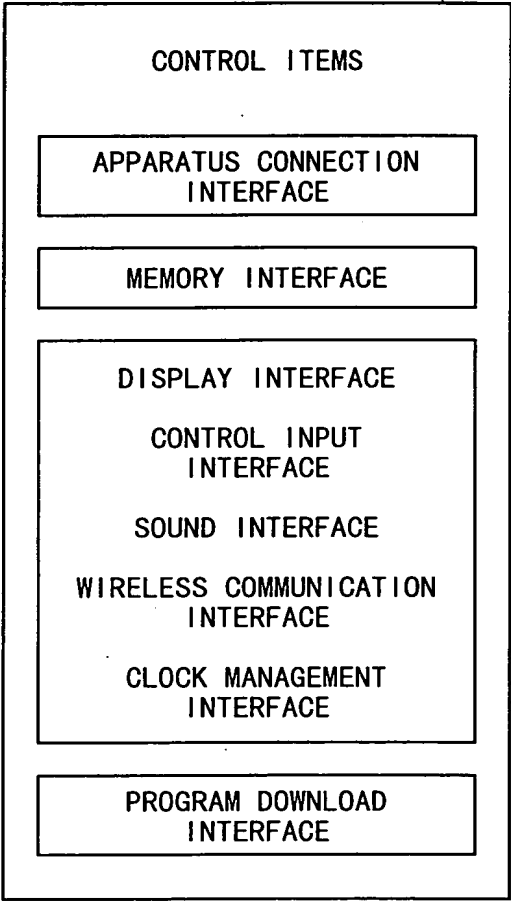 CONTROL ITEMS
APPARATUS CONNECTION
INTERFACE
MEMORY INTERFACE
DISPLAY INTERFACE
CONTROL INPUT
INTERFACE
SOUND INTERFACE
WIRELESS COMMUNICATION
INTERFACE
CLOCK MANAGEMENT
INTERFACE
PROGRAM DOWNLOAD
INTERFACE